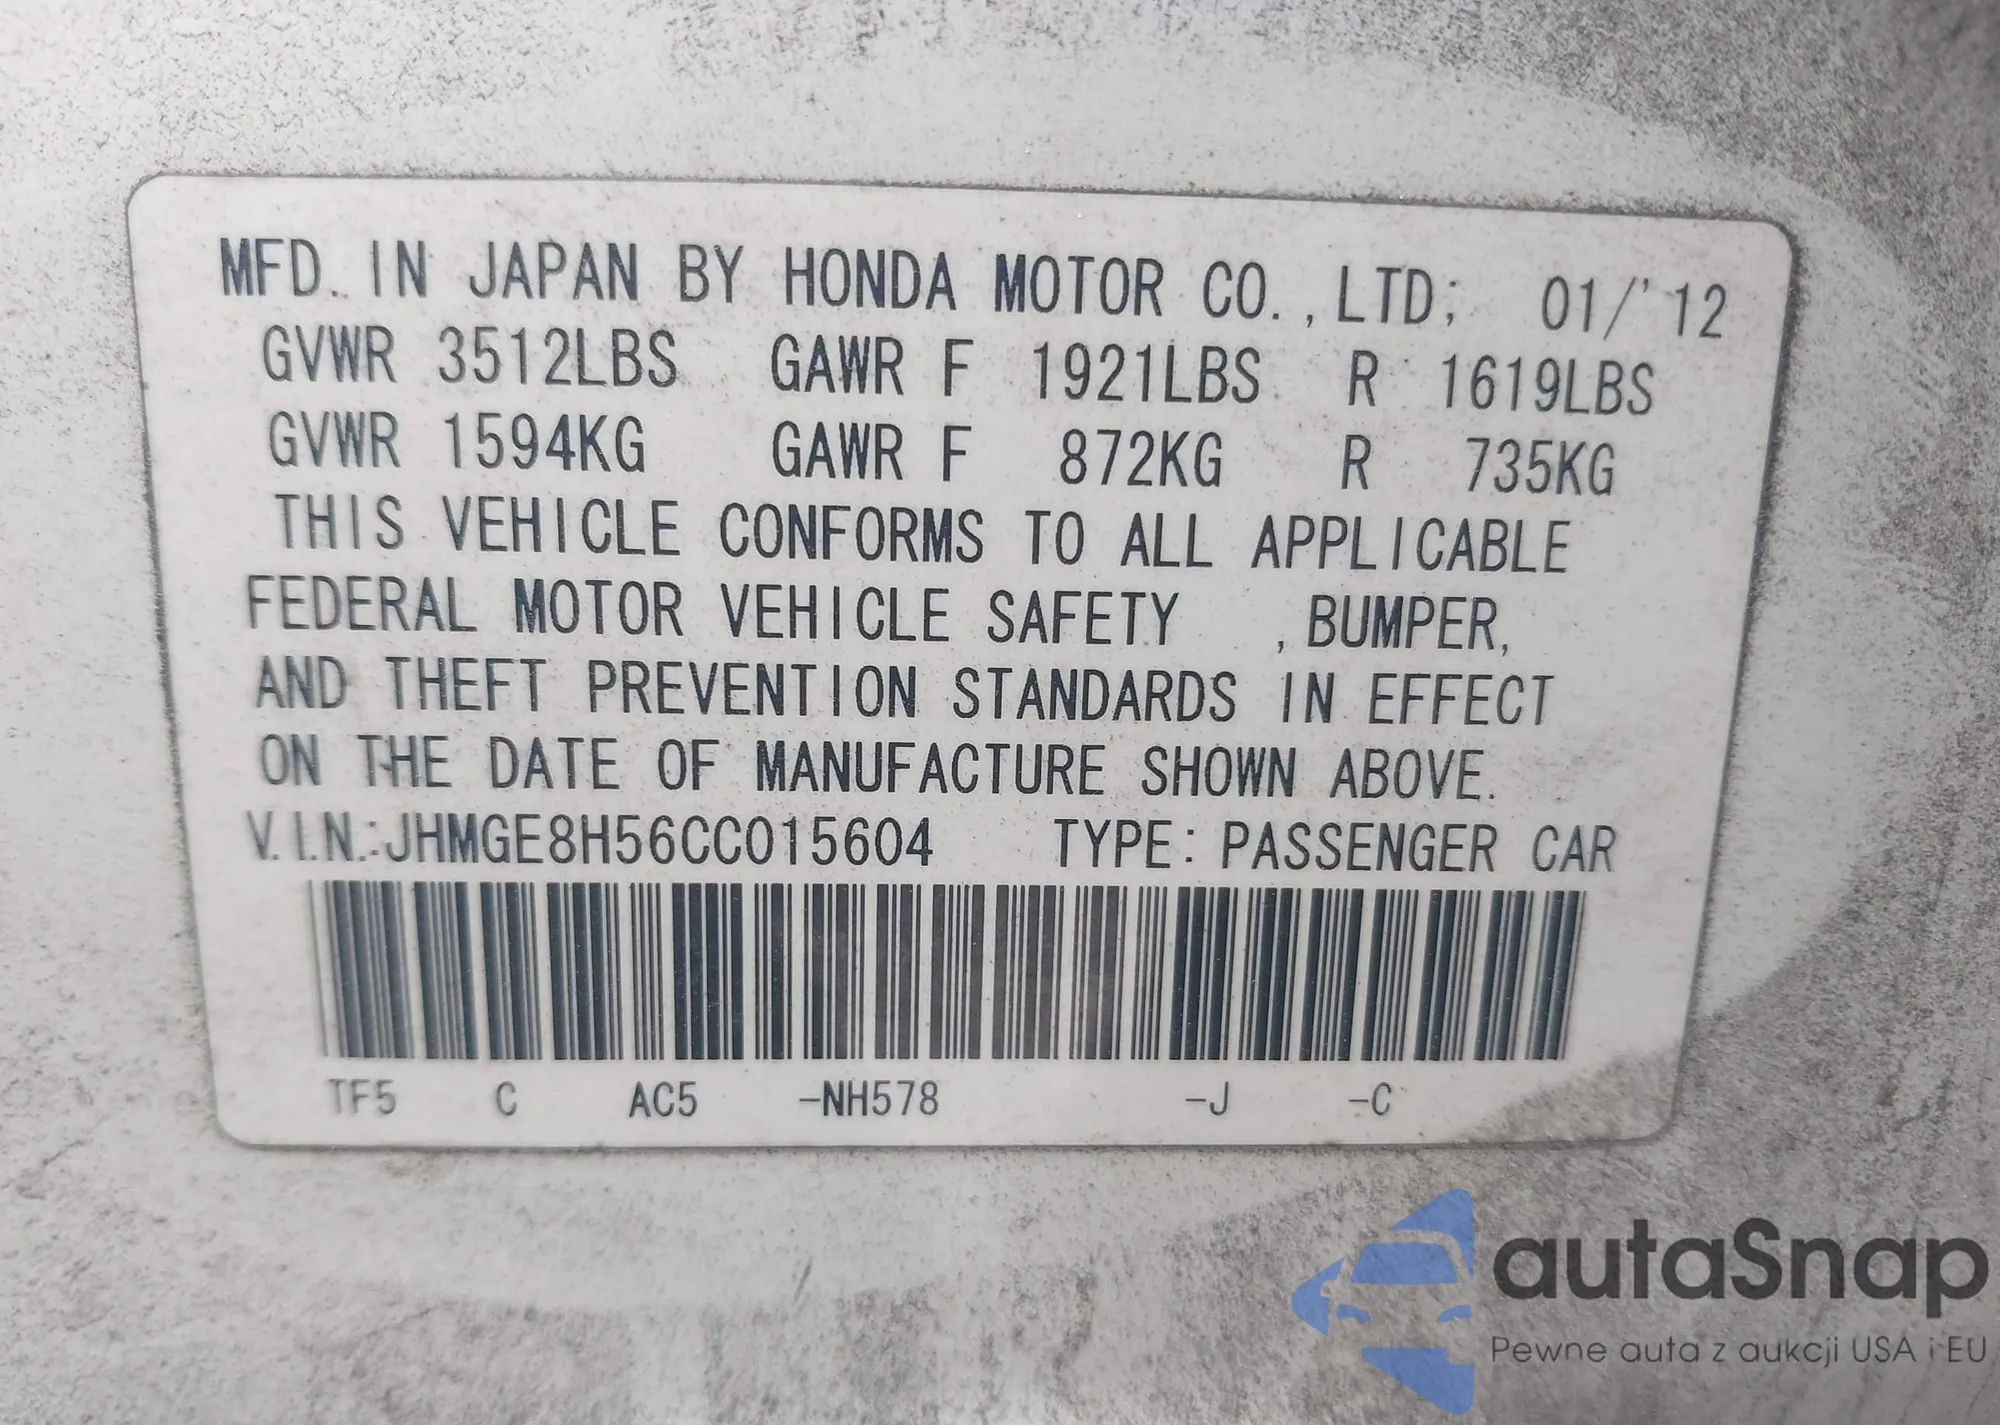 MFD. IN JAPAN BY HONDA MOTOR CO.,LTD; 01/'12
GVWR 3512LBS GAWR F 1921LBS R 1619LBS
GVWR 1594KG GAWR F 872KG R 735KG
THIS VEHICLE CONFORMS TO ALL APPLICABLE
FEDERAL MOTOR VEHICLE SAFETY ,BUMPER,
AND THEFT PREVENTION STANDARDS IN EFFECT
ON THE DATE OF MANUFACTURE SHOWN ABOVE.
V.I.N.:JHMGE8H56CC015604 TYPE: PASSENGER CAR
TF5 C AC5 -NH578 -J -C
autaSnap
Pewne auta z aukcji USA i EU